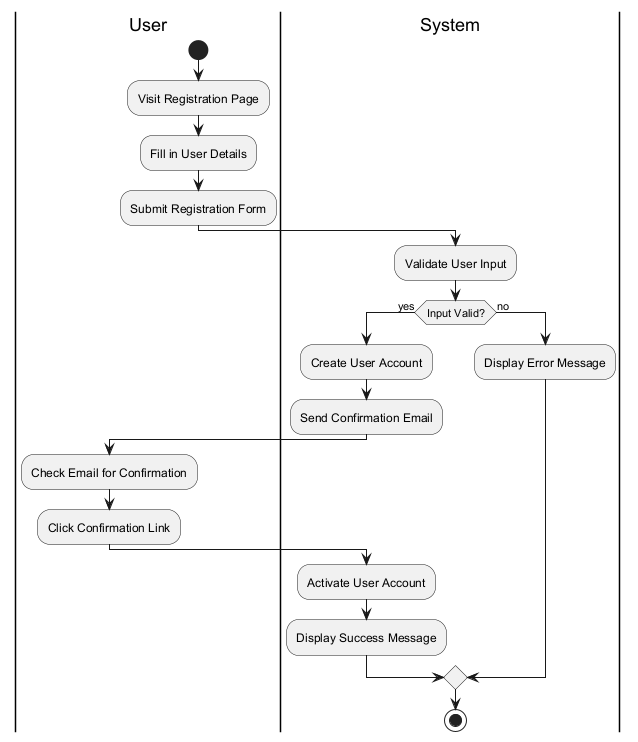 User
System
Visit Registration Page
Fill in User Details
Submit Registration Form
Validate User Input
yes
Input Valid?
no
Create User Account
Display Error Message
Send Confirmation Email
Check Email for Confirmation
Click Confirmation Link
Activate User Account
Display Success Message